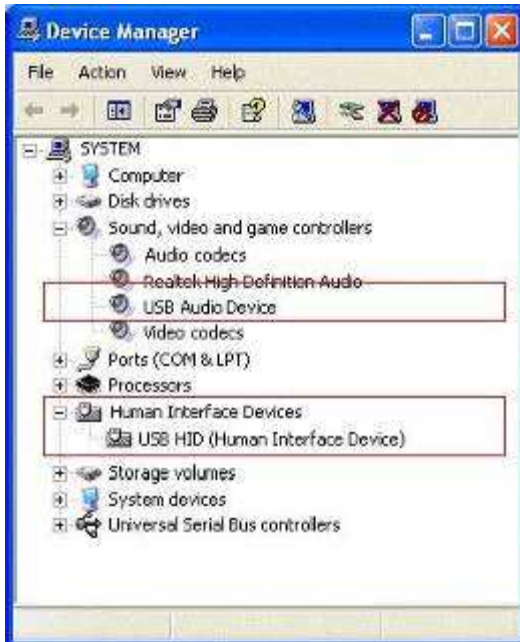 Device Manager
File Action View Help
SYSTEM
Computer
Disk drives
Sound, video and game controllers
Audio codecs
Realtek High Definition Audio
USB Audio Device
Video codecs
Ports (COM & LPT)
Processors
Human Interface Devices
USB HID (Human Interface Device)
Storage volumes
System devices
Universal Serial Bus controllers